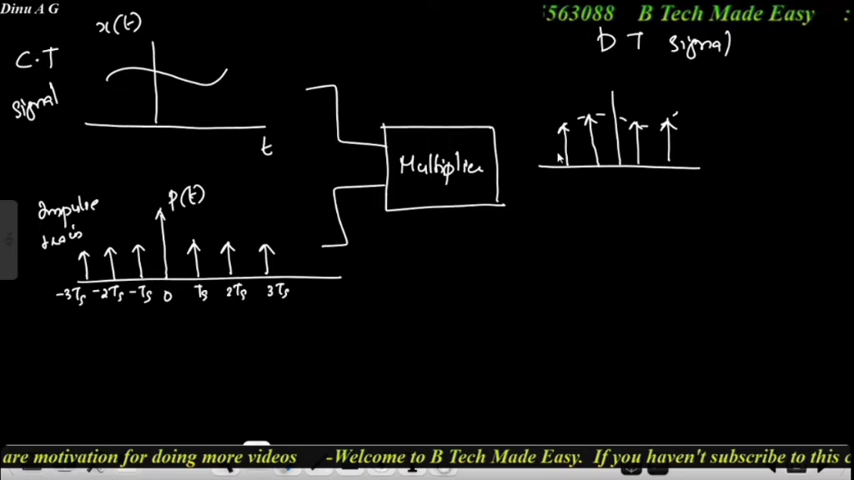 Dinu A G
563088 B Tech Made Easy :
x(t)
C.T
signal
t
DT signal
Multiplier
Impulse
train
P(t)
-3Ts -2Ts -Ts 0 Ts 2Ts 3Ts
are motivation for doing more videos -Welcome to B Tech Made Easy. If you haven't subscribe to this c